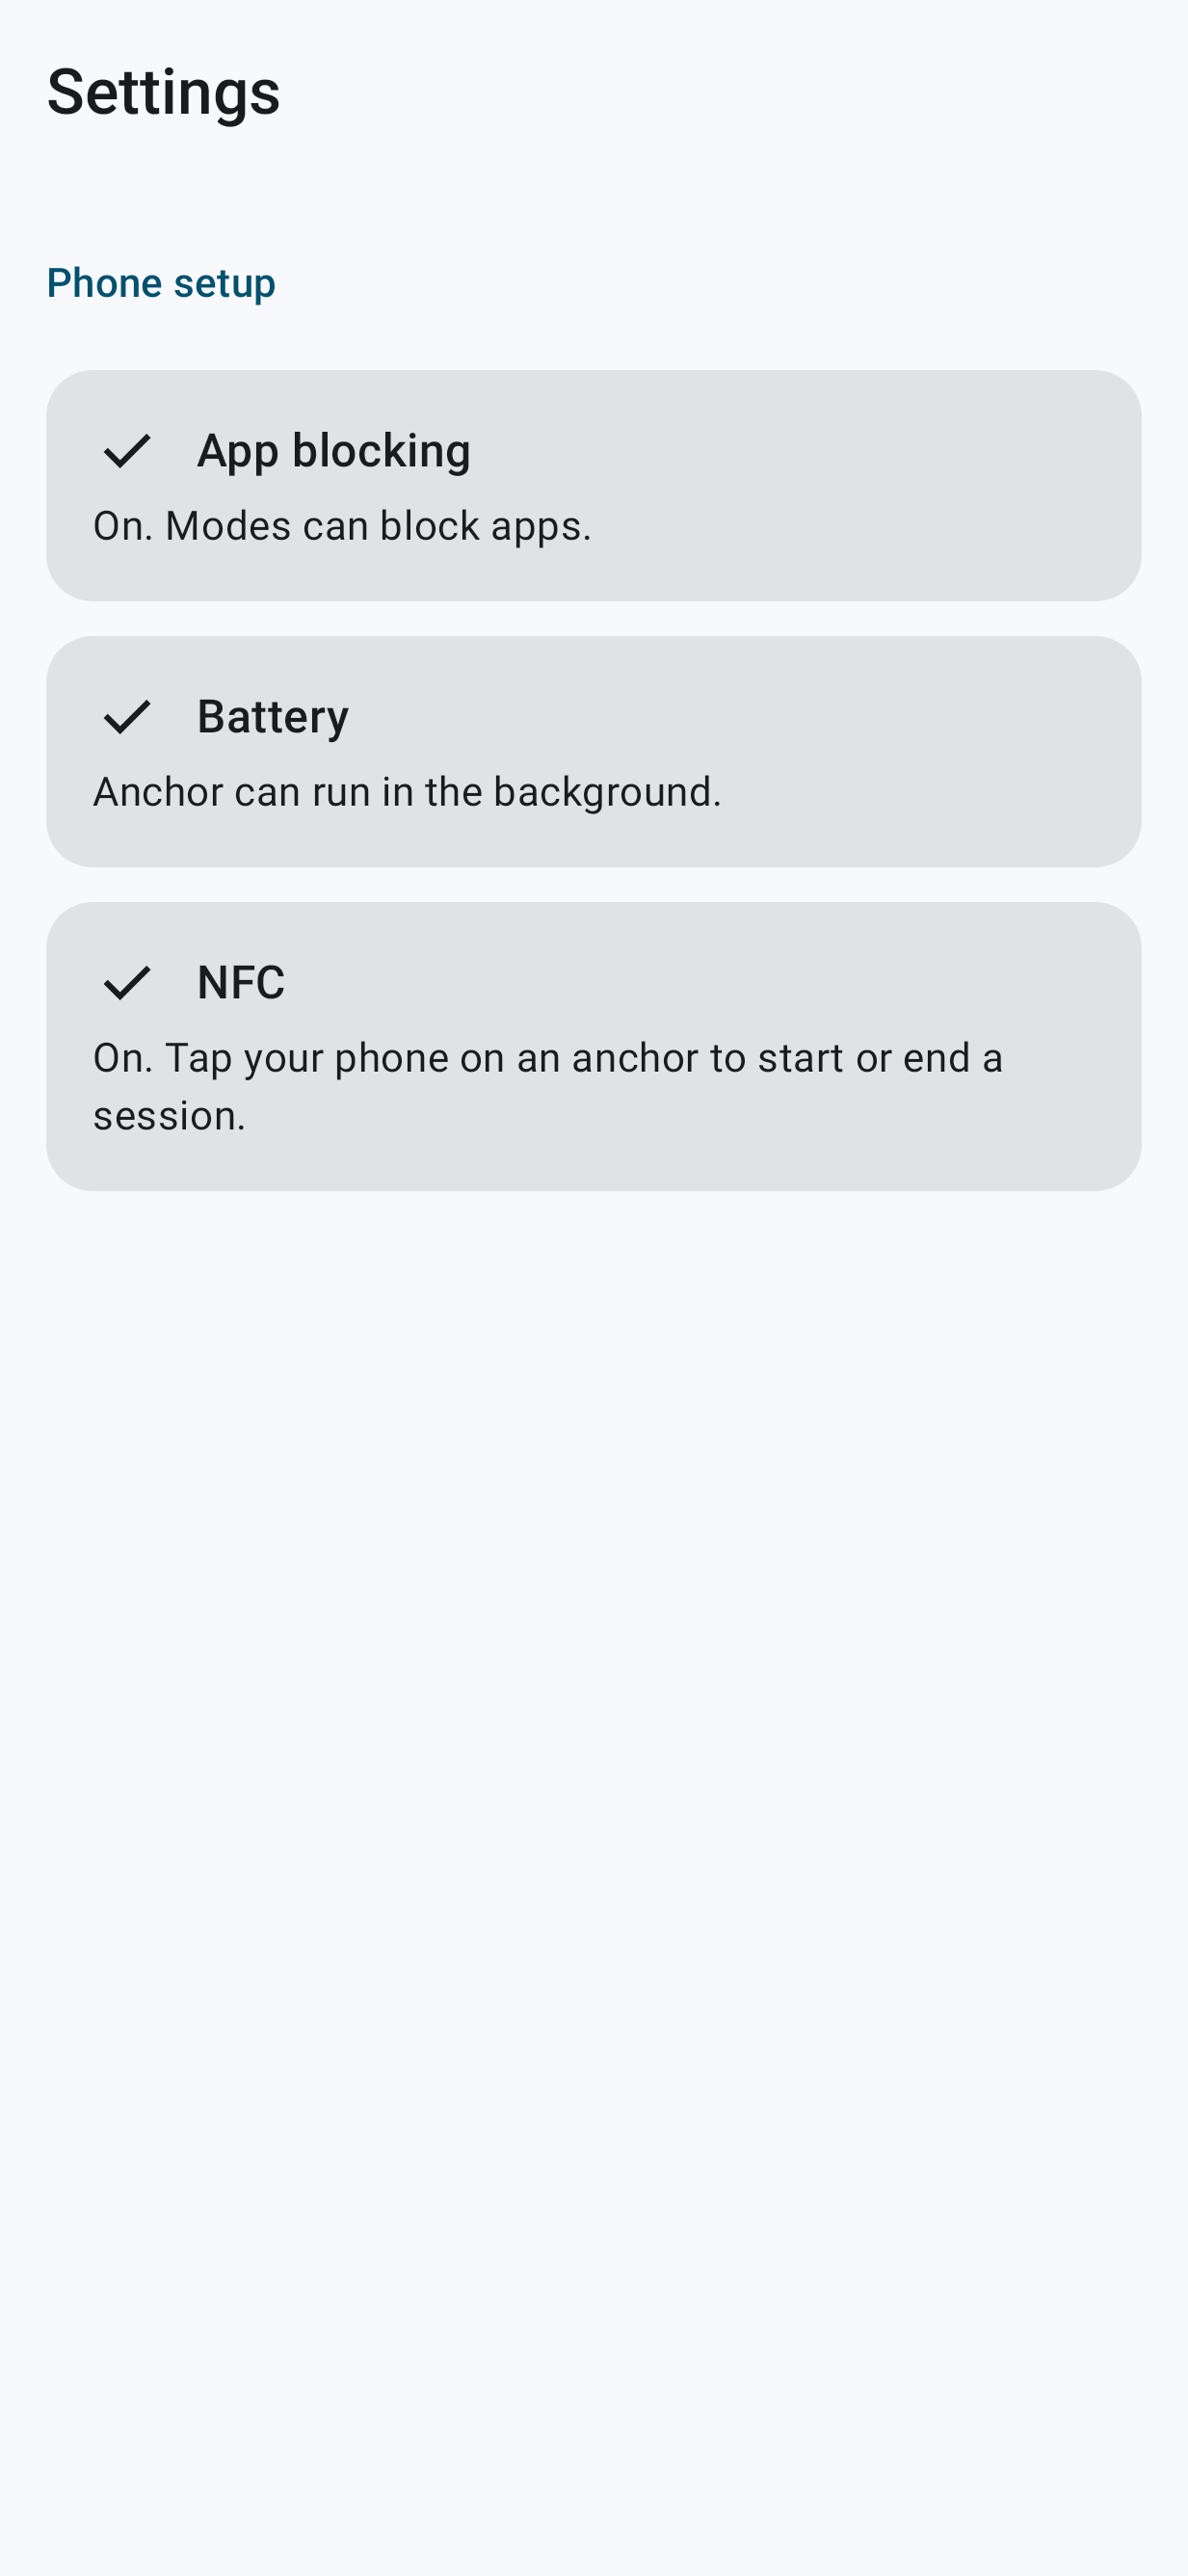 Settings
Phone setup
App blocking
On. Modes can block apps.
Battery
Anchor can run in the background.
NFC
On. Tap your phone on an anchor to start or end a
session.